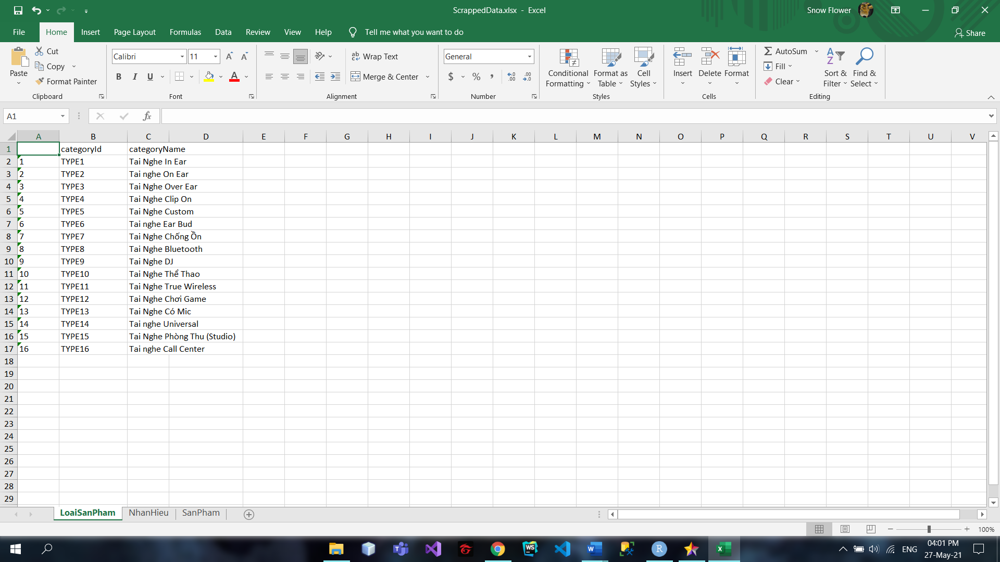 ScrappedData.xlsx - Excel
Snow Flower
File Home Insert Page Layout Formulas Data Review View Help Tell me what you want to do
Share
Paste
Cut
Copy
Format Painter
Clipboard
Calibri 11
B I U
Font
Wrap Text
Merge & Center
Alignment
General
$ % ,
Number
Conditional Formatting
Format as Table
Cell Styles
Styles
Insert
Delete
Format
Cells
AutoSum
Fill
Clear
Sort & Filter
Find & Select
Editing
A1
fx
A B C D E F G H I J K L M N O P Q R S T U V
1 categoryId categoryName
2 1 TYPE1 Tai Nghe In Ear
3 2 TYPE2 Tai nghe On Ear
4 3 TYPE3 Tai Nghe Over Ear
5 4 TYPE4 Tai Nghe Clip On
6 5 TYPE5 Tai Nghe Custom
7 6 TYPE6 Tai nghe Ear Bud
8 7 TYPE7 Tai Nghe Chống Ồn
9 8 TYPE8 Tai Nghe Bluetooth
10 9 TYPE9 Tai Nghe DJ
11 10 TYPE10 Tai Nghe Thể Thao
12 11 TYPE11 Tai Nghe True Wireless
13 12 TYPE12 Tai Nghe Chơi Game
14 13 TYPE13 Tai Nghe Có Mic
15 14 TYPE14 Tai nghe Universal
16 15 TYPE15 Tai Nghe Phòng Thu (Studio)
17 16 TYPE16 Tai nghe Call Center
18
19
20
21
22
23
24
25
26
27
28
29
LoaiSanPham NhanHieu SanPham
100%
ENG
04:01 PM
27-May-21